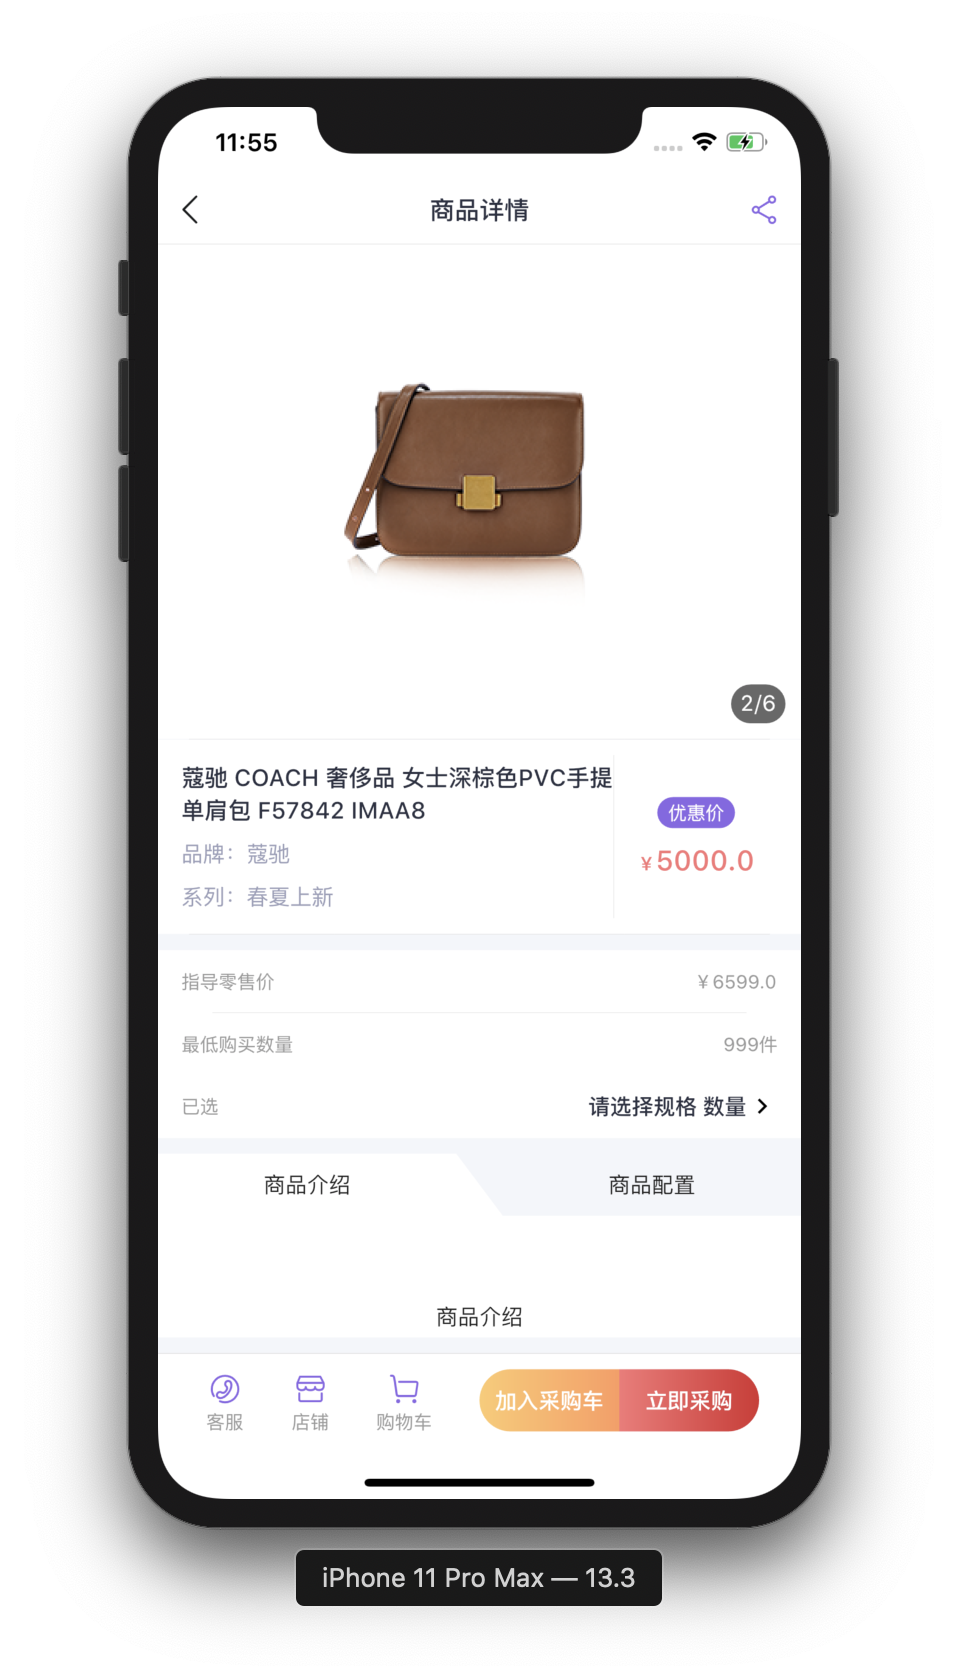 11:55
商品详情
2/6
蔻驰 COACH 奢侈品 女士深棕色PVC手提
单肩包 F57842 IMAA8
品牌：蔻驰
系列：春夏上新
优惠价
¥5000.0
指导零售价 ¥6599.0
最低购买数量 999件
已选 请选择规格 数量
商品介绍 商品配置
商品介绍
客服 店铺 购物车 加入采购车 立即采购
iPhone 11 Pro Max — 13.3